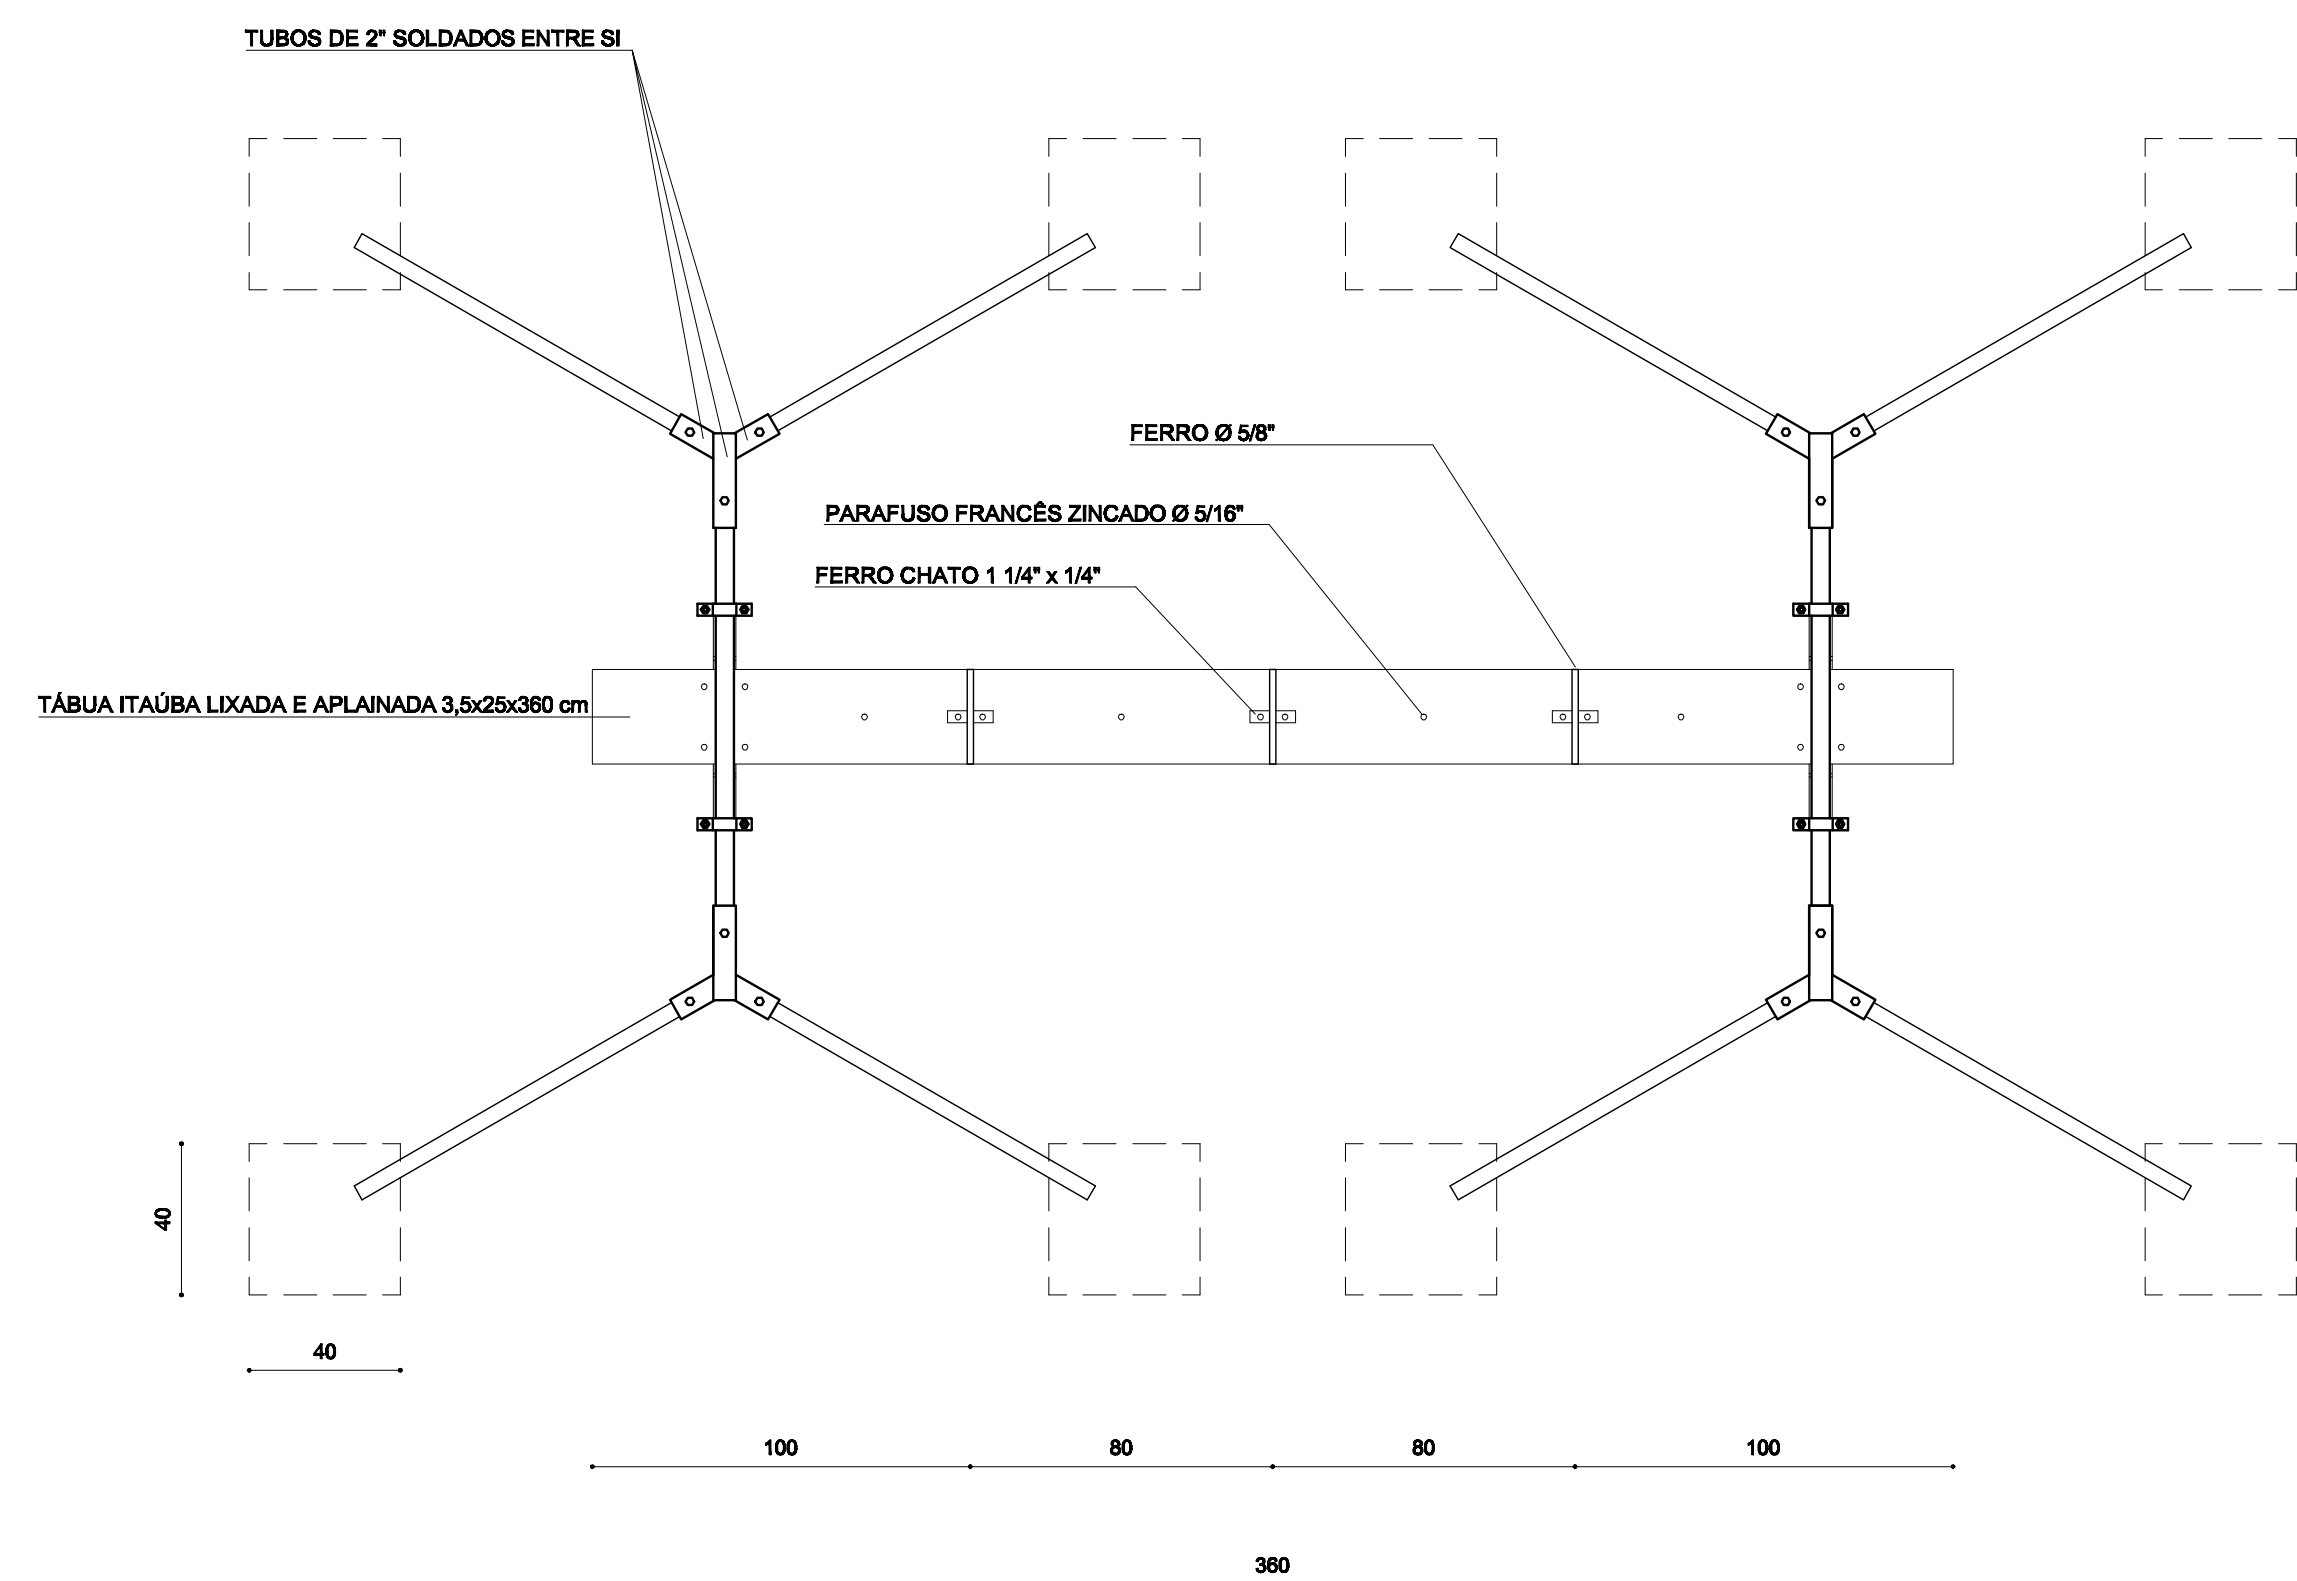 TUBOS DE 2" SOLDADOS ENTRE SI
FERRO Ø 5/8"
PARAFUSO FRANCÊS ZINCADO Ø 5/16"
FERRO CHATO 1 1/4" x 1/4"
TÁBUA ITAÚBA LIXADA E APLAINADA 3,5x25x360 cm
40
40
100
80
80
100
360